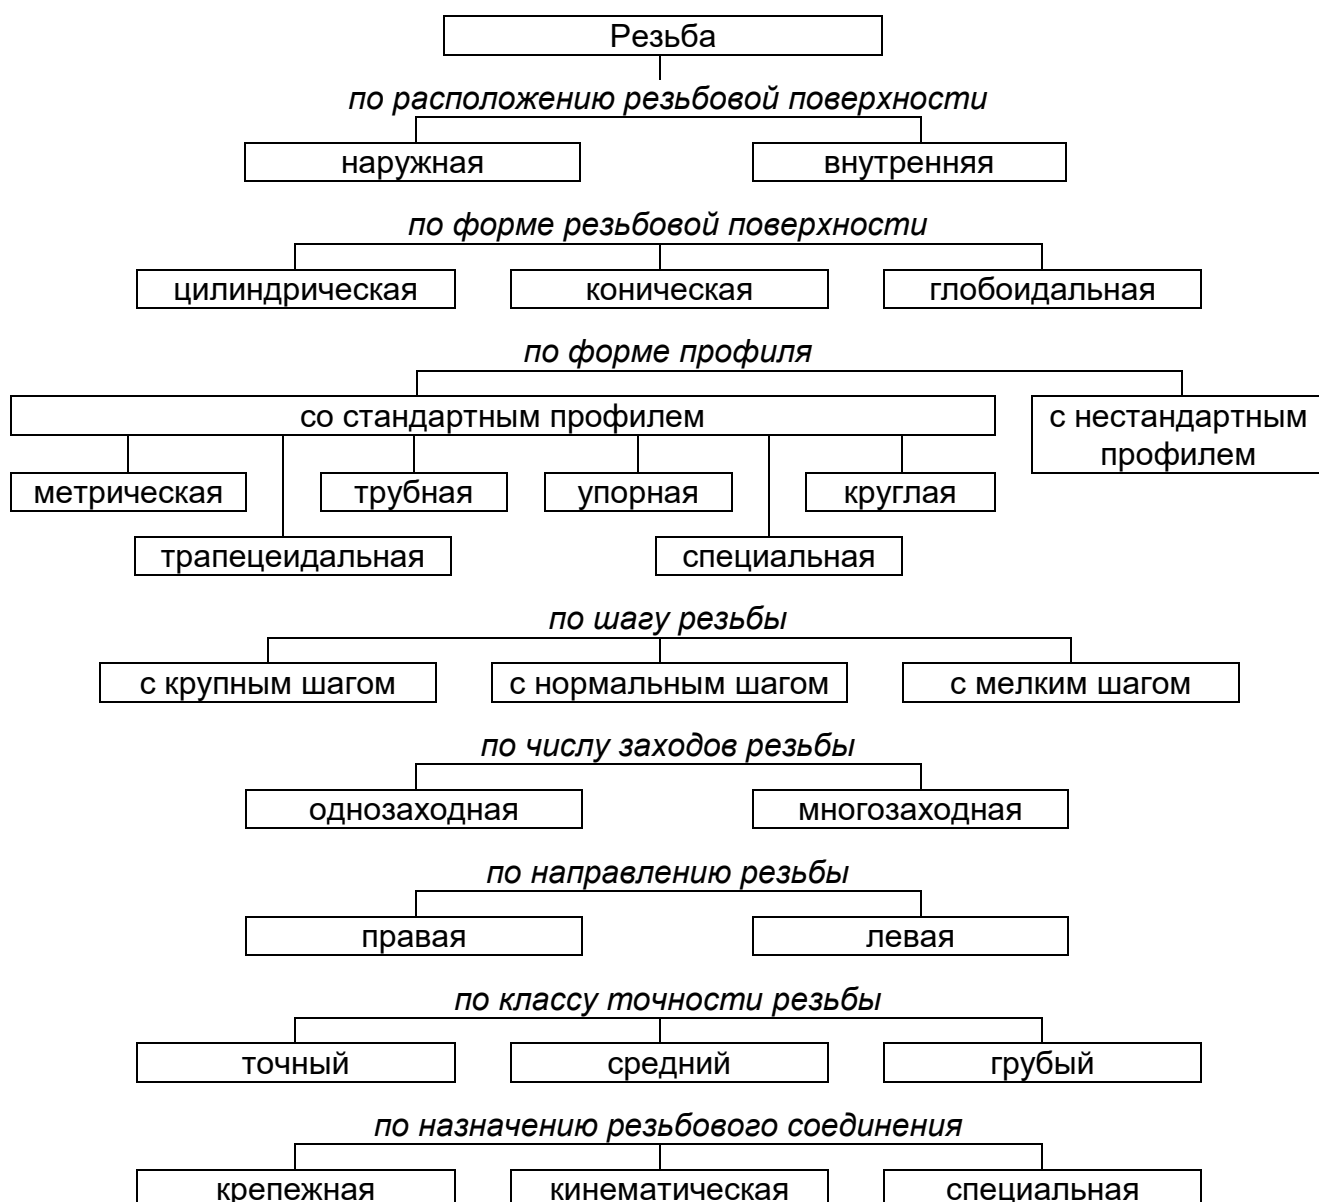 Резьба
по расположению резьбовой поверхности
наружная
внутренняя
по форме резьбовой поверхности
цилиндрическая
коническая
глобоидальная
по форме профиля
со стандартным профилем
с нестандартным
профилем
метрическая
трубная
упорная
круглая
трапецеидальная
специальная
по шагу резьбы
с крупным шагом
с нормальным шагом
с мелким шагом
по числу заходов резьбы
однозаходная
многозаходная
по направлению резьбы
правая
левая
по классу точности резьбы
точный
средний
грубый
по назначению резьбового соединения
крепежная
кинематическая
специальная